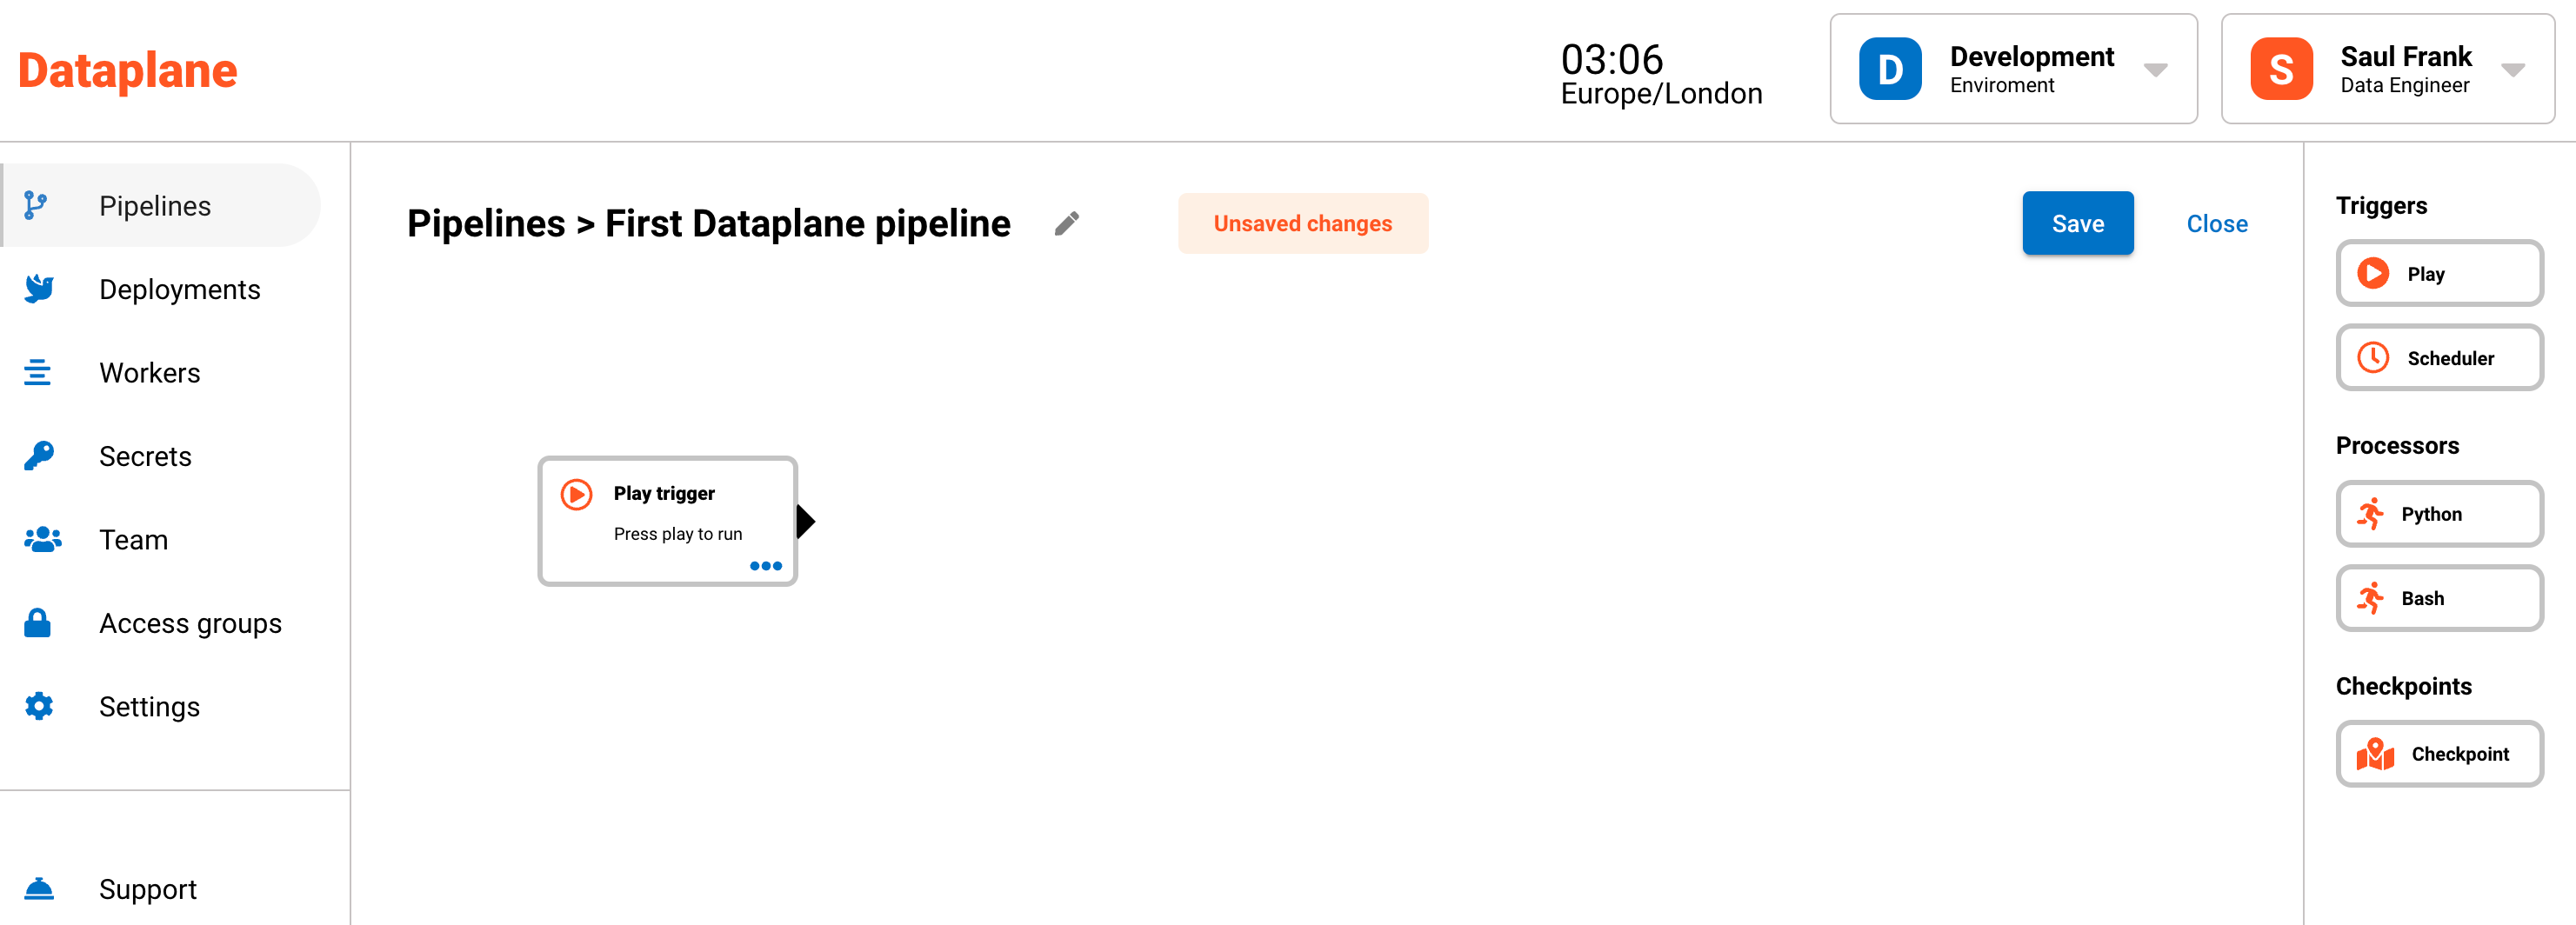 Dataplane
03:06
Europe/London
D
Development
Enviroment
S
Saul Frank
Data Engineer
Pipelines
Deployments
Workers
Secrets
Team
Access groups
Settings
Support
Pipelines > First Dataplane pipeline
Unsaved changes
Save
Close
Play trigger
Press play to run
Triggers
Play
Scheduler
Processors
Python
Bash
Checkpoints
Checkpoint